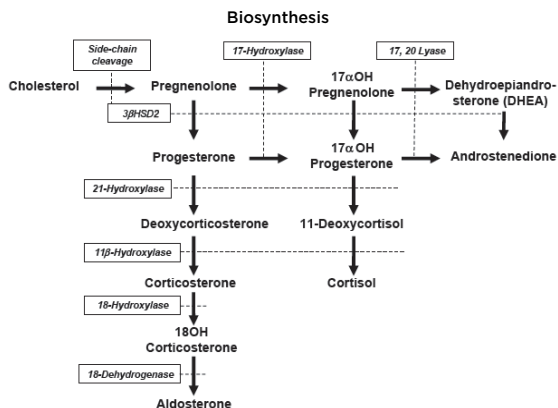 Biosynthesis
Side-chain
cleavage
17-Hydroxylase
17, 20 Lyase
Cholesterol
Pregnenolone
17αOH
Pregnenolone
Dehydroepiandro-
sterone (DHEA)
3βHSD2
Progesterone
17αOH
Progesterone
Androstenedione
21-Hydroxylase
Deoxycorticosterone
11-Deoxycortisol
11β-Hydroxylase
Corticosterone
Cortisol
18-Hydroxylase
18OH
Corticosterone
18-Dehydrogenase
Aldosterone